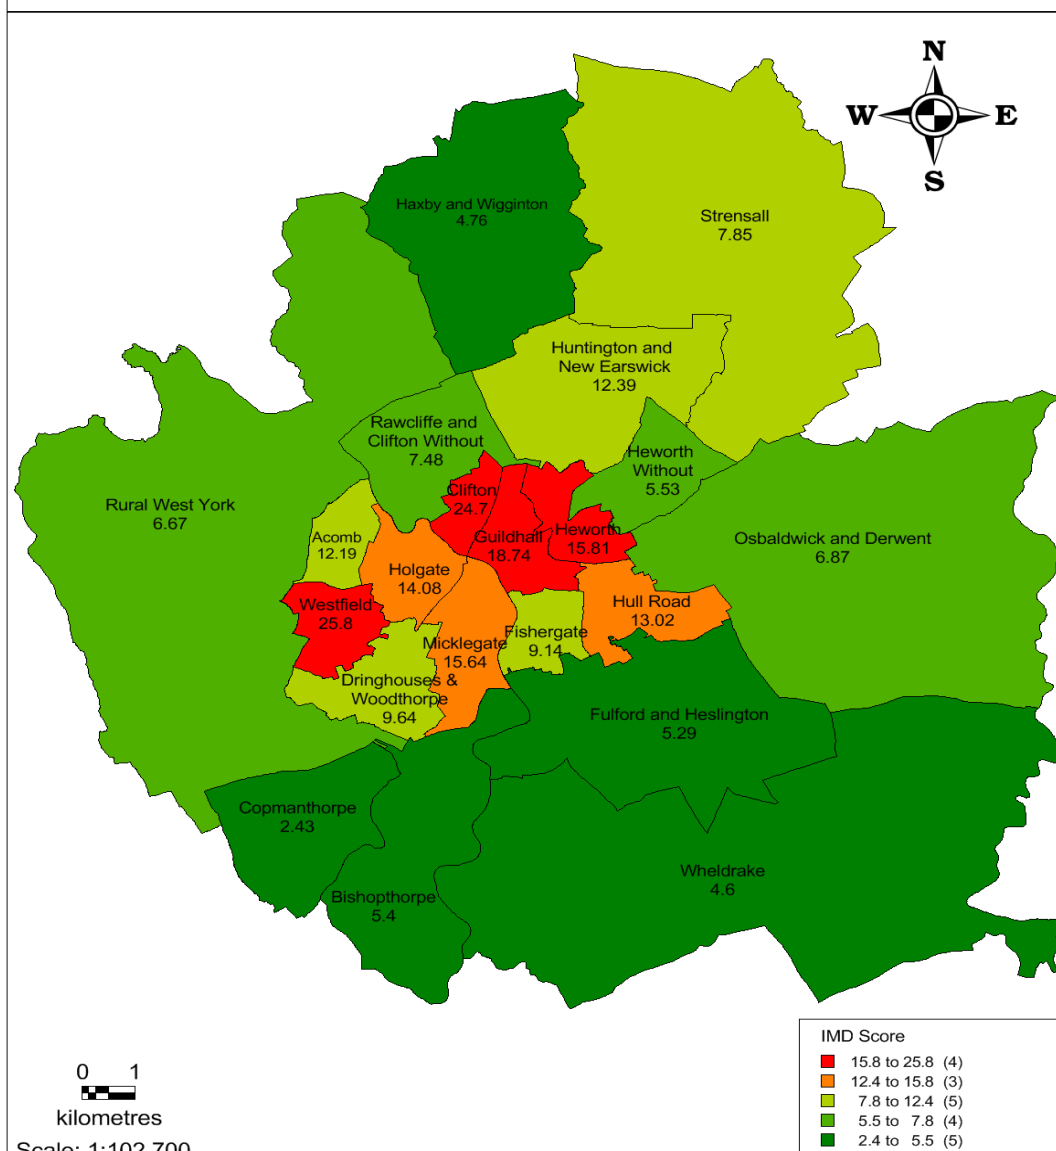 N
W E
S
Haxby and Wigginton
4.76
Strensall
7.85
Huntington and
New Earswick
12.39
Rawcliffe and
Clifton Without
7.48
Heworth
Without
5.53
Rural West York
6.67
Clifton
24.7
Acomb
12.19
Guildhall
18.74
Heworth
15.81
Osbaldwick and Derwent
6.87
Holgate
14.08
Westfield
25.8
Hull Road
13.02
Micklegate
15.64
Fishergate
9.14
Dringhouses &
Woodthorpe
9.64
Fulford and Heslington
5.29
Copmanthorpe
2.43
Bishopthorpe
5.4
Wheldrake
4.6
0 1
kilometres
Scale: 1:102,700
IMD Score
15.8 to 25.8 (4)
12.4 to 15.8 (3)
7.8 to 12.4 (5)
5.5 to 7.8 (4)
2.4 to 5.5 (5)